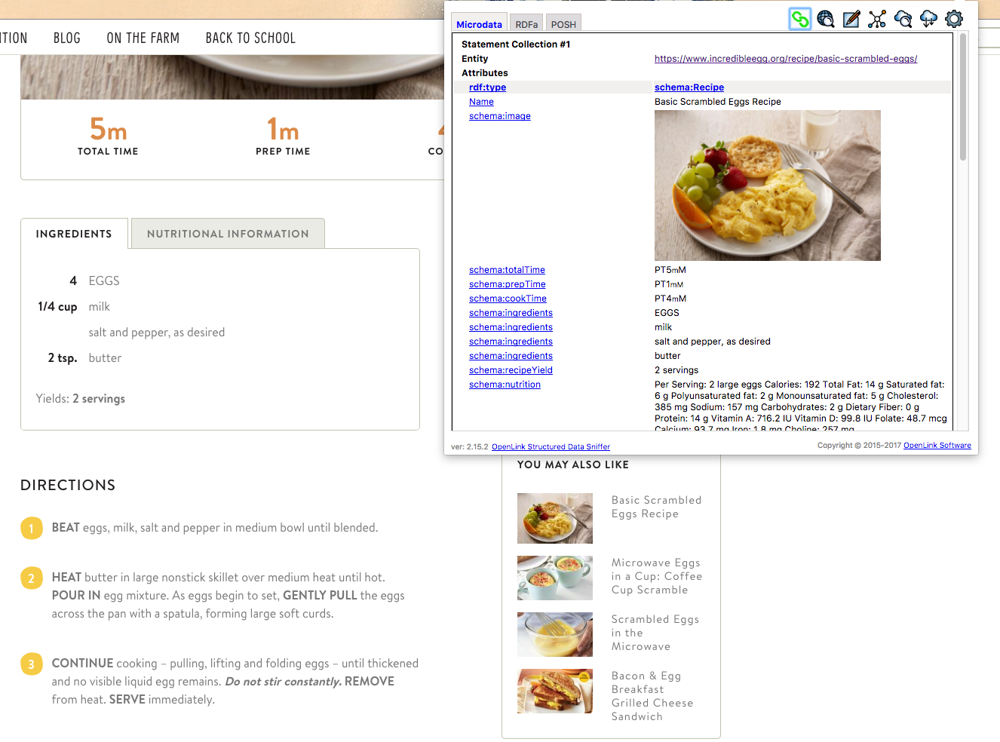 ITION BLOG ON THE FARM BACK TO SCHOOL
5m 1m
TOTAL TIME PREP TIME CO
INGREDIENTS NUTRITIONAL INFORMATION
4 EGGS
1/4 cup milk
salt and pepper, as desired
2 tsp. butter
Yields: 2 servings
DIRECTIONS
1 BEAT eggs, milk, salt and pepper in medium bowl until blended.
2 HEAT butter in large nonstick skillet over medium heat until hot.
POUR IN egg mixture. As eggs begin to set, GENTLY PULL the eggs
across the pan with a spatula, forming large soft curds.
3 CONTINUE cooking – pulling, lifting and folding eggs – until thickened
and no visible liquid egg remains. Do not stir constantly. REMOVE
from heat. SERVE immediately.
Microdata RDFa POSH
Statement Collection #1
Entity https://www.incredibleegg.org/recipe/basic-scrambled-eggs/
Attributes
rdf:type schema:Recipe
Name Basic Scrambled Eggs Recipe
schema:image
schema:totalTime PT5mM
schema:prepTime PT1mM
schema:cookTime PT4mM
schema:ingredients EGGS
schema:ingredients milk
schema:ingredients salt and pepper, as desired
schema:ingredients butter
schema:recipeYield 2 servings
schema:nutrition Per Serving: 2 large eggs Calories: 192 Total Fat: 14 g Saturated fat:
6 g Polyunsaturated fat: 2 g Monounsaturated fat: 5 g Cholesterol:
385 mg Sodium: 157 mg Carbohydrates: 2 g Dietary Fiber: 0 g
Protein: 14 g Vitamin A: 716.2 IU Vitamin D: 99.8 IU Folate: 48.7 mcg
Calcium: 93.7 mg Iron: 1.8 mg Choline: 257 mg
ver: 2.15.2 OpenLink Structured Data Sniffer Copyright © 2015-2017 OpenLink Software
YOU MAY ALSO LIKE
Basic Scrambled
Eggs Recipe
Microwave Eggs
in a Cup: Coffee
Cup Scramble
Scrambled Eggs
in the
Microwave
Bacon & Egg
Breakfast
Grilled Cheese
Sandwich